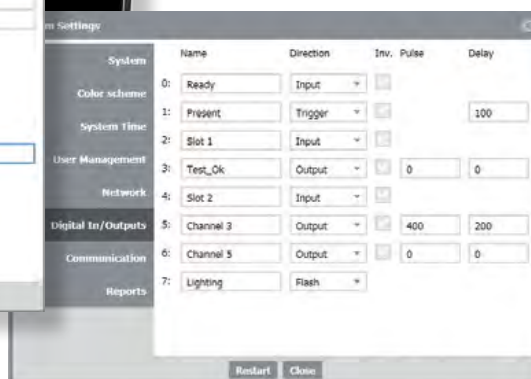 m Settings
System
Color scheme
System Time
User Management
Network
Digital In/Outputs
Communication
Reports
Name Direction Inv. Pulse Delay
0: Ready Input
1: Present Trigger 100
2: Slot 1 Input
3: Test_Ok Output 0 0
4: Slot 2 Input
5: Channel 3 Output 400 200
6: Channel 5 Output 0 0
7: Lighting Flash
Restart Close